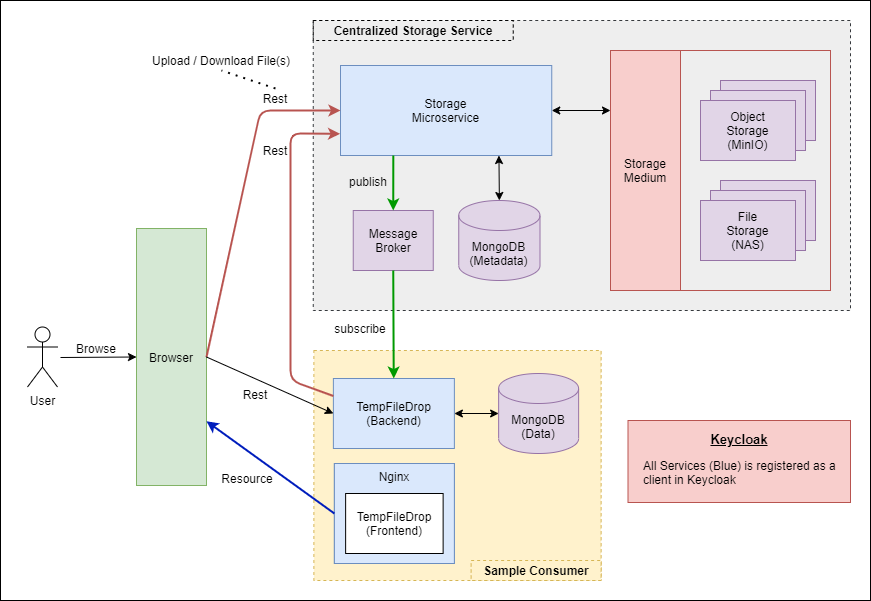 Centralized Storage Service
Upload / Download File(s)
Rest
Rest
Storage
Microservice
Storage
Medium
Object
Storage
(MinIO)
File
Storage
(NAS)
publish
Message
Broker
MongoDB
(Metadata)
subscribe
User
Browse
Browser
Rest
Resource
TempFileDrop
(Backend)
MongoDB
(Data)
Nginx
TempFileDrop
(Frontend)
Sample Consumer
Keycloak
All Services (Blue) is registered as a
client in Keycloak